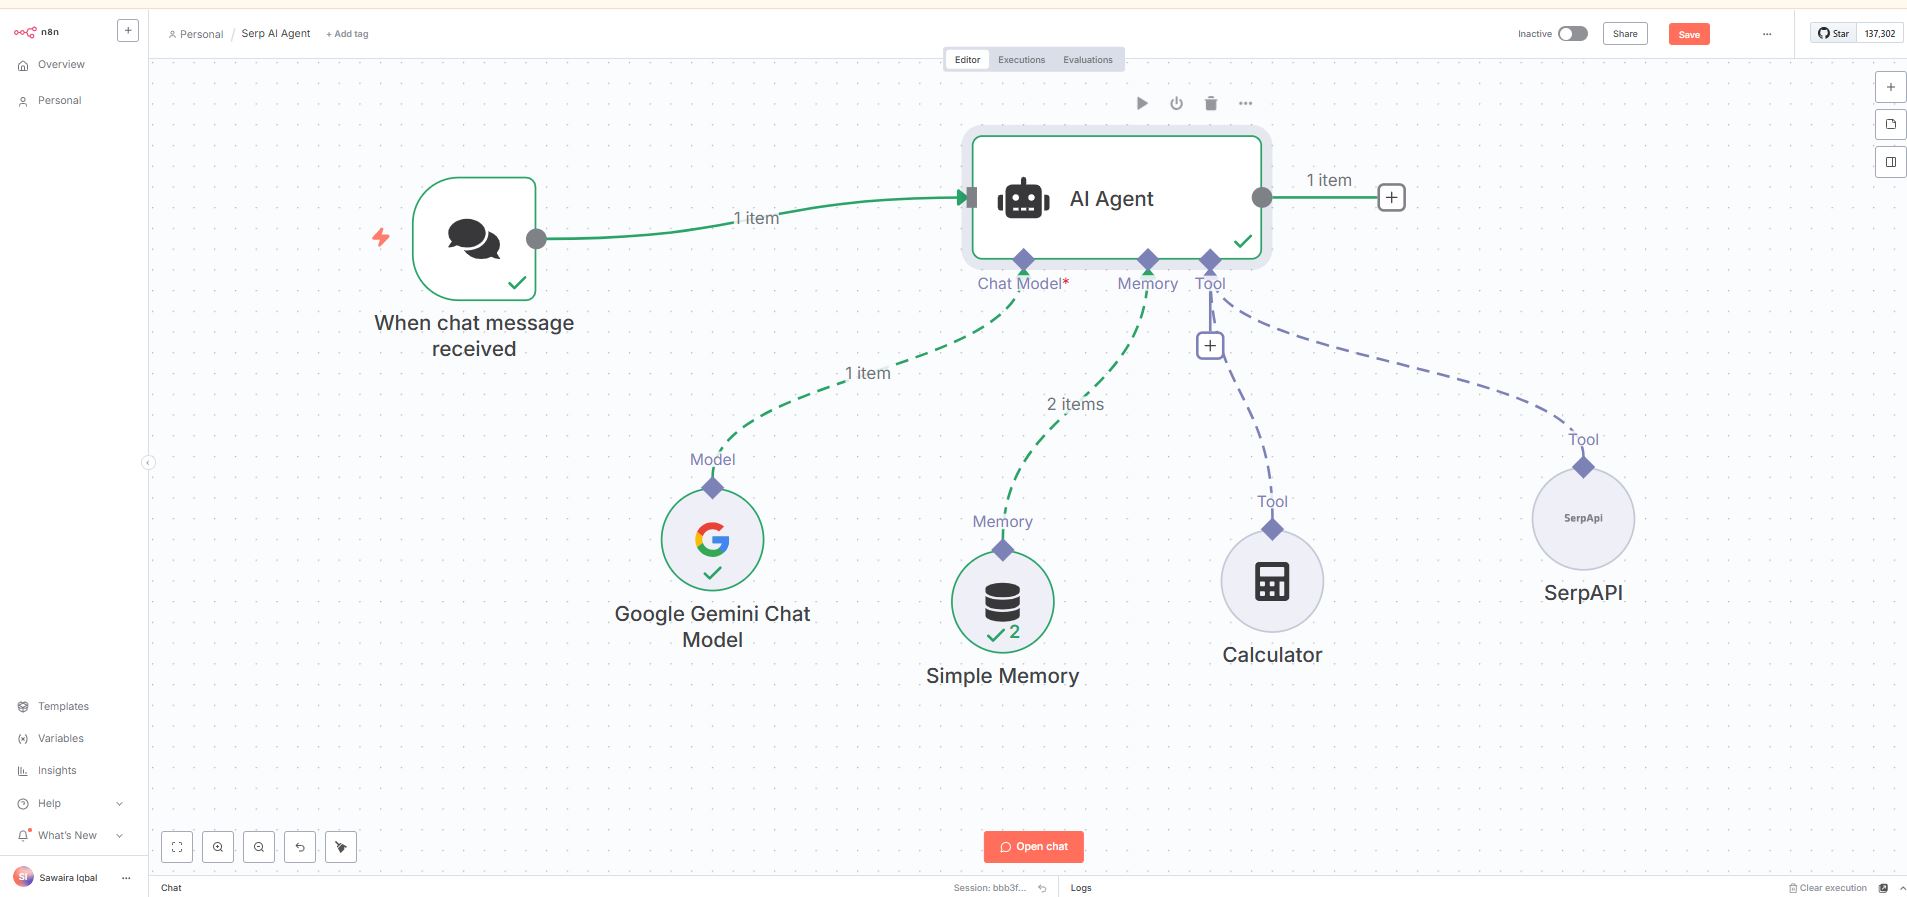 n8n
+
Overview
Personal
Personal / Serp AI Agent + Add tag
Inactive
Share
Save
...
Star 137,302
Editor Executions Evaluations
1 item
AI Agent
1 item
Chat Model*
Memory
Tool
When chat message
received
1 item
2 items
Model
Memory
Tool
Tool
SerpApi
Google Gemini Chat
Model
2
Simple Memory
Calculator
SerpAPI
Templates
Variables
Insights
Help
What's New
SI Sawaira Iqbal ...
Open chat
Chat
Session: bbb3f...
Logs
Clear execution